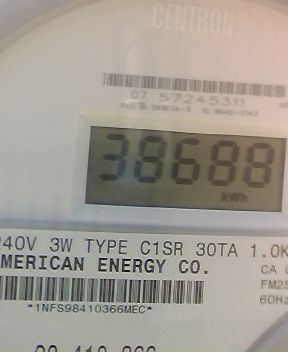 CENTRON
07 57245311
38688
kWh
240V 3W TYPE C1SR 30TA 1.0K
AMERICAN ENERGY CO.
CA
FM2S
60Hz
*1NFS98410366MEC*